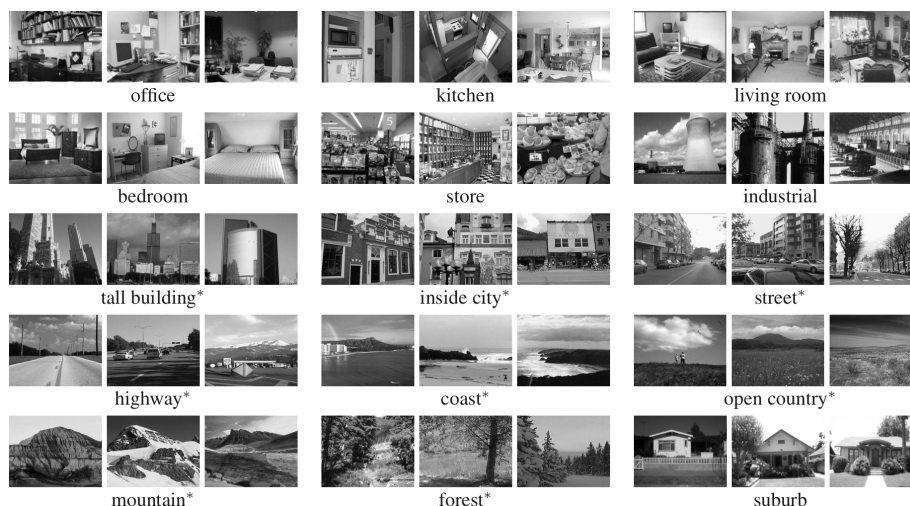 office kitchen living room
bedroom store industrial
tall building* inside city* street*
highway* coast* open country*
mountain* forest* suburb